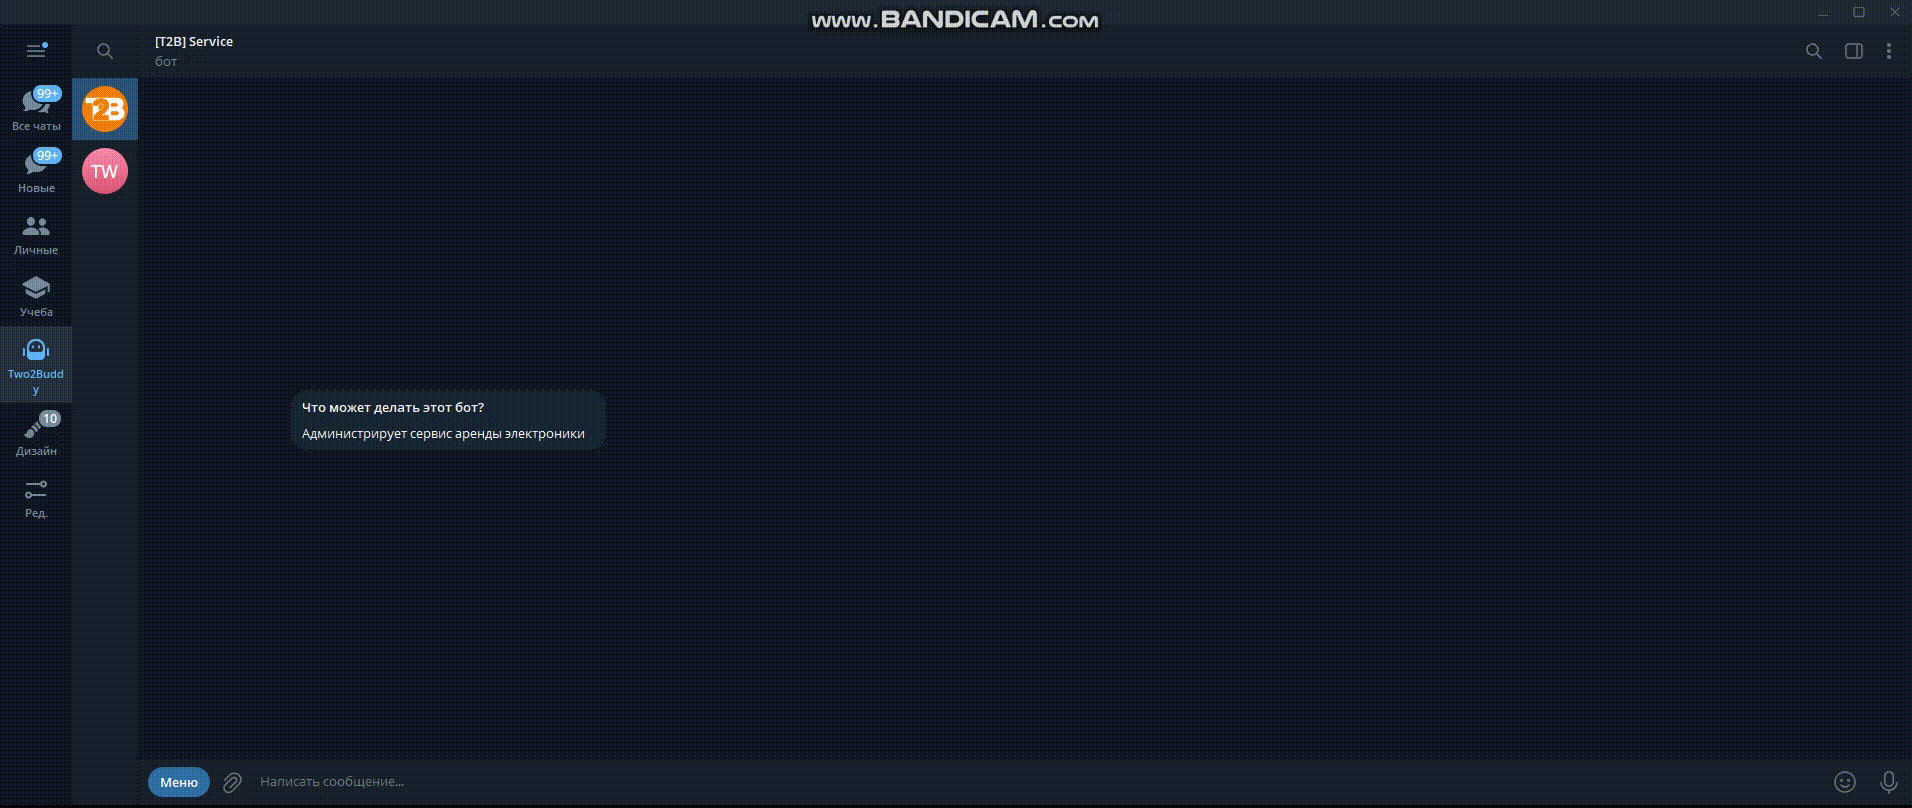 www.BANDICAM.com
[T2B] Service
бот
99+
Все чаты
T2B
99+
Новые
TW
Личные
Учеба
Two2Budd
y
10
Дизайн
Ред.
Что может делать этот бот?
Администрирует сервис аренды электроники
Меню
Написать сообщение...